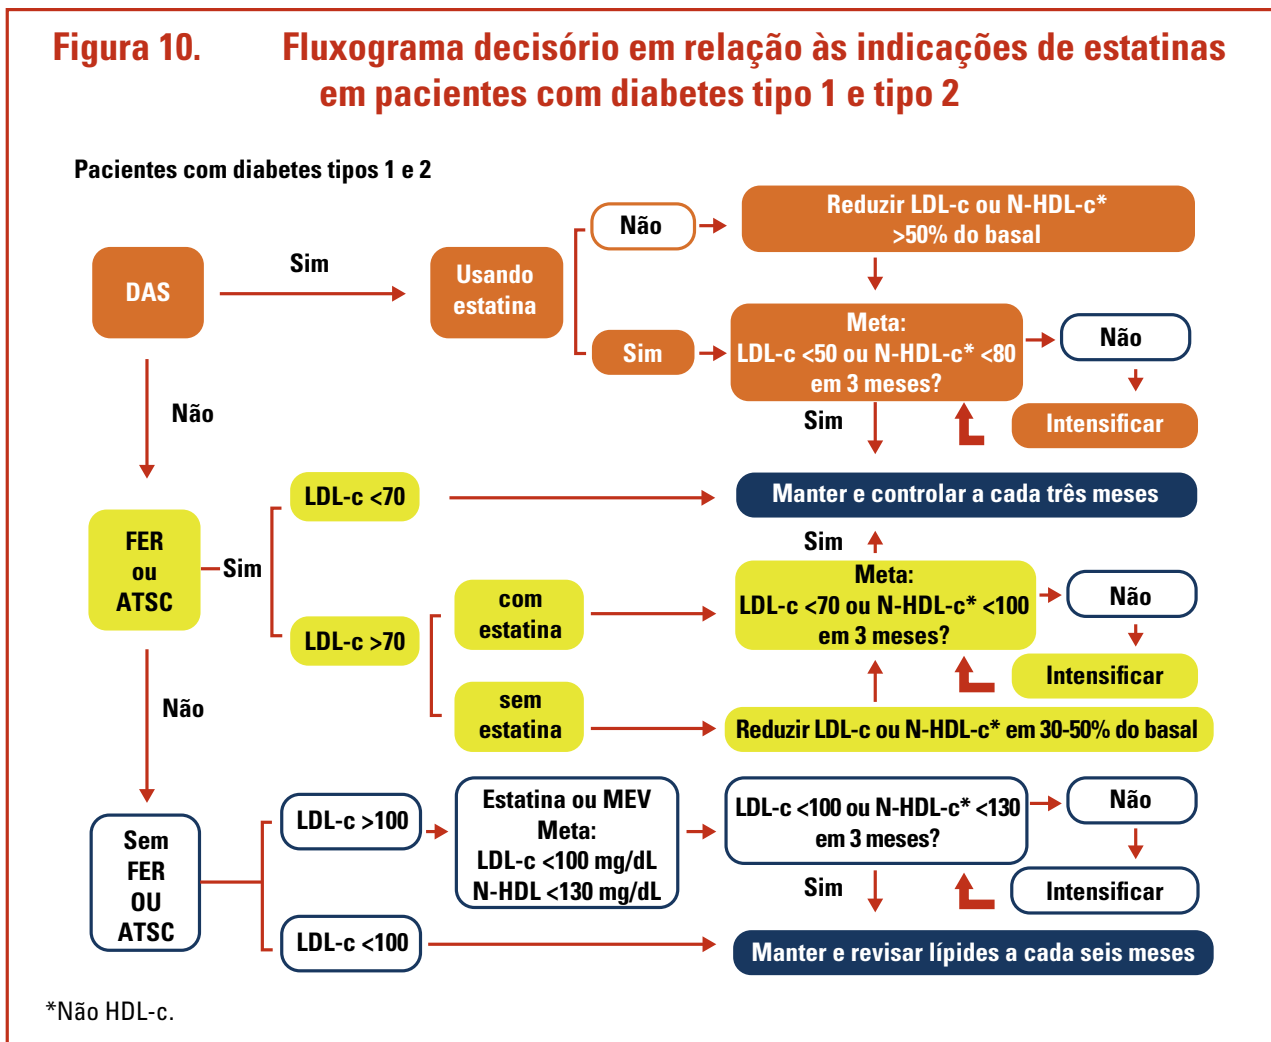 Figura 10. Fluxograma decisório em relação às indicações de estatinas
em pacientes com diabetes tipo 1 e tipo 2
Pacientes com diabetes tipos 1 e 2
DAS
Sim
Usando
estatina
Não
Reduzir LDL-c ou N-HDL-c*
>50% do basal
Sim
Meta:
LDL-c <50 ou N-HDL-c* <80
em 3 meses?
Não
Intensificar
Sim
Não
FER
ou
ATSC
Sim
LDL-c <70
Manter e controlar a cada três meses
Sim
LDL-c >70
com
estatina
Meta:
LDL-c <70 ou N-HDL-c* <100
em 3 meses?
Não
Intensificar
sem
estatina
Reduzir LDL-c ou N-HDL-c* em 30-50% do basal
Não
Sem
FER
OU
ATSC
LDL-c >100
Estatina ou MEV
Meta:
LDL-c <100 mg/dL
N-HDL <130 mg/dL
LDL-c <100 ou N-HDL-c* <130
em 3 meses?
Não
Intensificar
Sim
LDL-c <100
Manter e revisar lípides a cada seis meses
*Não HDL-c.